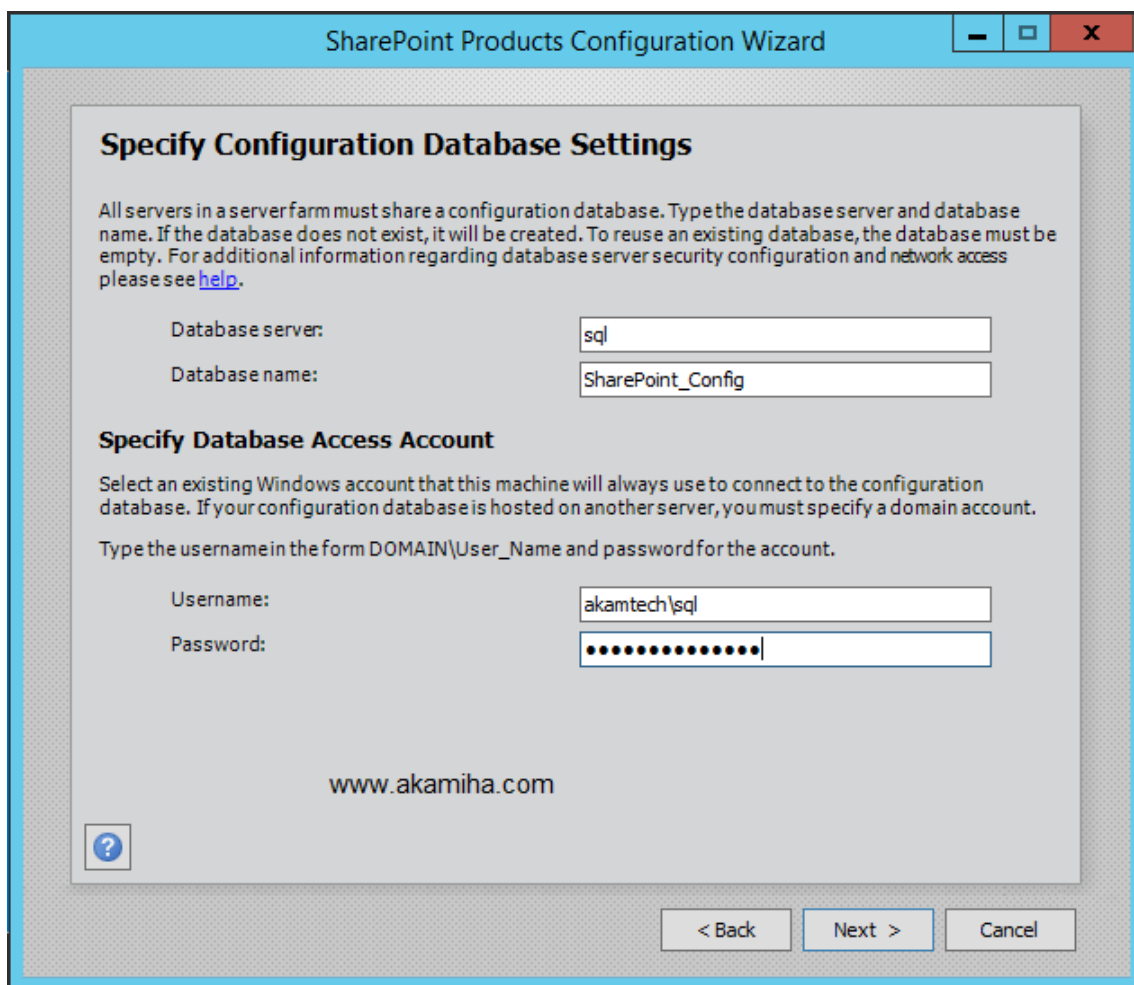 SharePoint Products Configuration Wizard
Specify Configuration Database Settings
All servers in a server farm must share a configuration database. Type the database server and database
name. If the database does not exist, it will be created. To reuse an existing database, the database must be
empty. For additional information regarding database server security configuration and network access
please see help.
Database server:
sql
Database name:
SharePoint_Config
Specify Database Access Account
Select an existing Windows account that this machine will always use to connect to the configuration
database. If your configuration database is hosted on another server, you must specify a domain account.
Type the username in the form DOMAIN\User_Name and password for the account.
Username:
akamtech\sql
Password:
●●●●●●●●●●●●●●
www.akamiha.com
?
< Back
Next >
Cancel